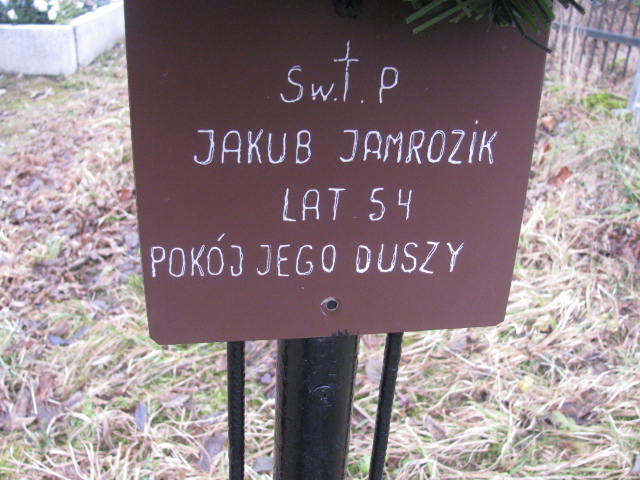 Św.†.P
JAKUB JAMROZIK
LAT 54
POKÓJ JEGO DUSZY